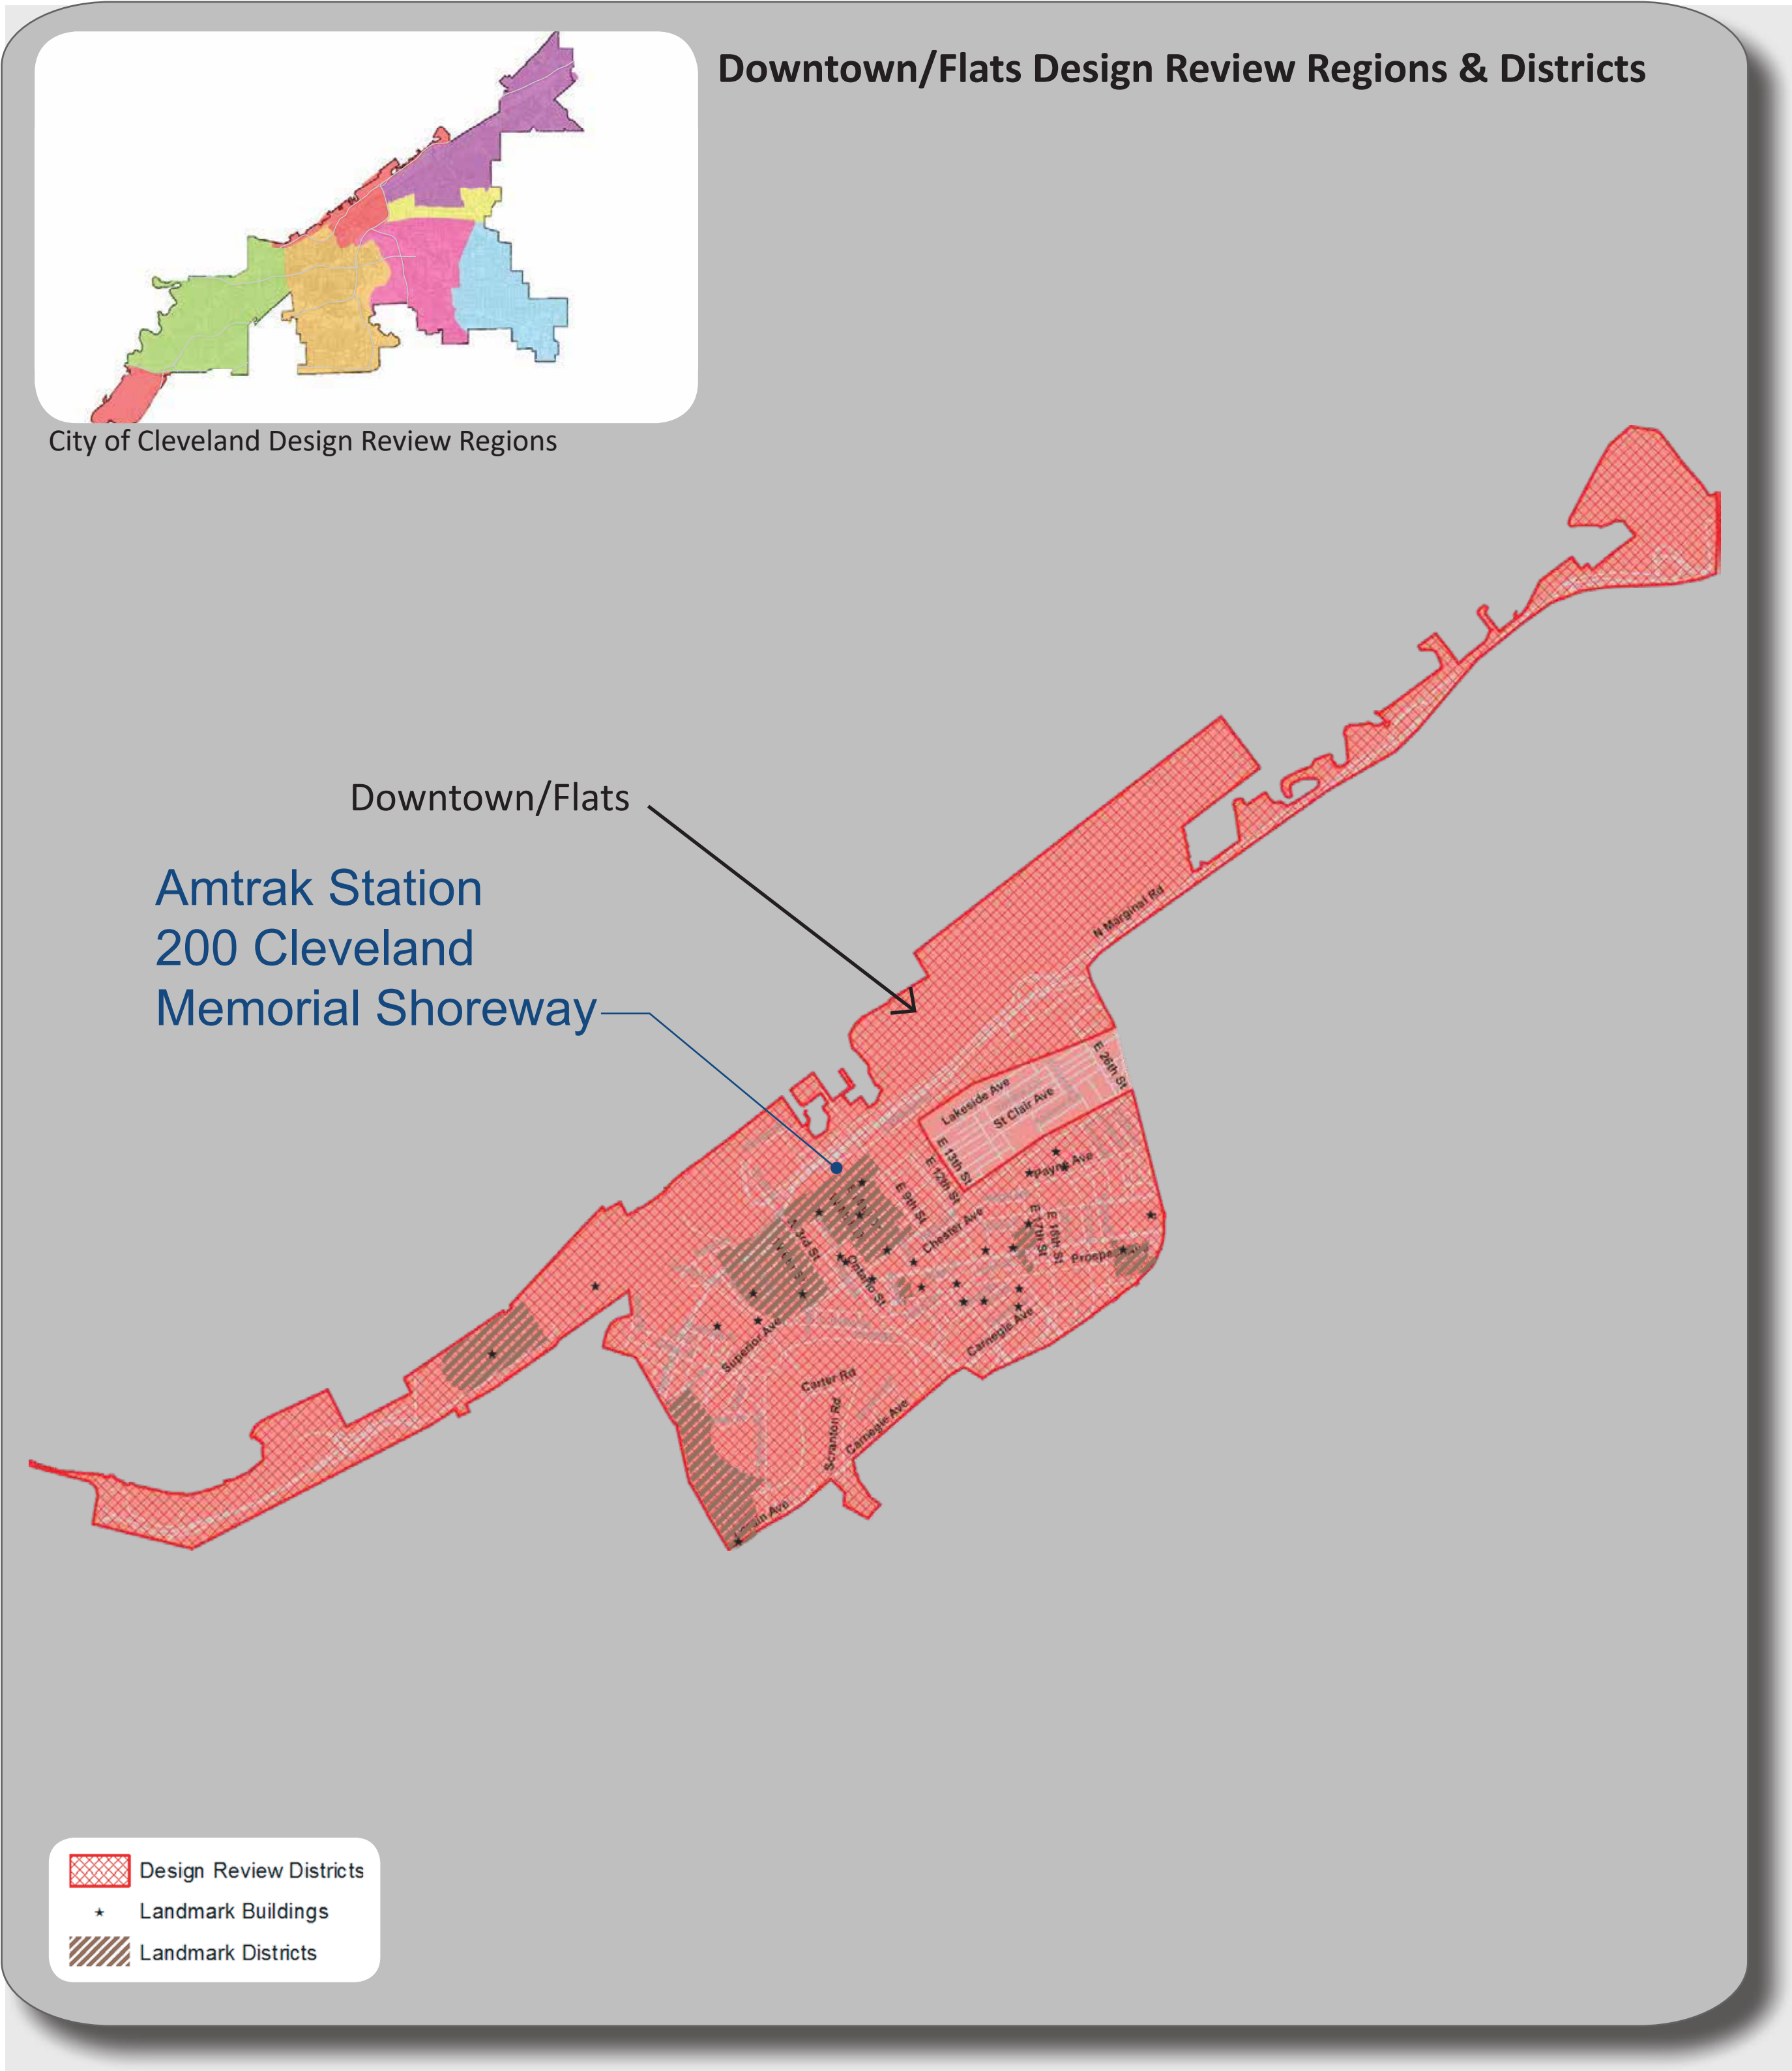 Downtown/Flats Design Review Regions & Districts
City of Cleveland Design Review Regions
Downtown/Flats
Amtrak Station
200 Cleveland
Memorial Shoreway
N Marginal Rd
E 26th St
Lakeside Ave
St Clair Ave
E 13th St
E 12th St
Payne Ave
E 9th St
Chester Ave
E 17th St
E 18th St
Prospect
W 3rd St
Ontario St
Superior Ave
Carnegie Ave
Carter Rd
Scranton Rd
Carnegie Ave
Lorain Ave
Design Review Districts
Landmark Buildings
Landmark Districts